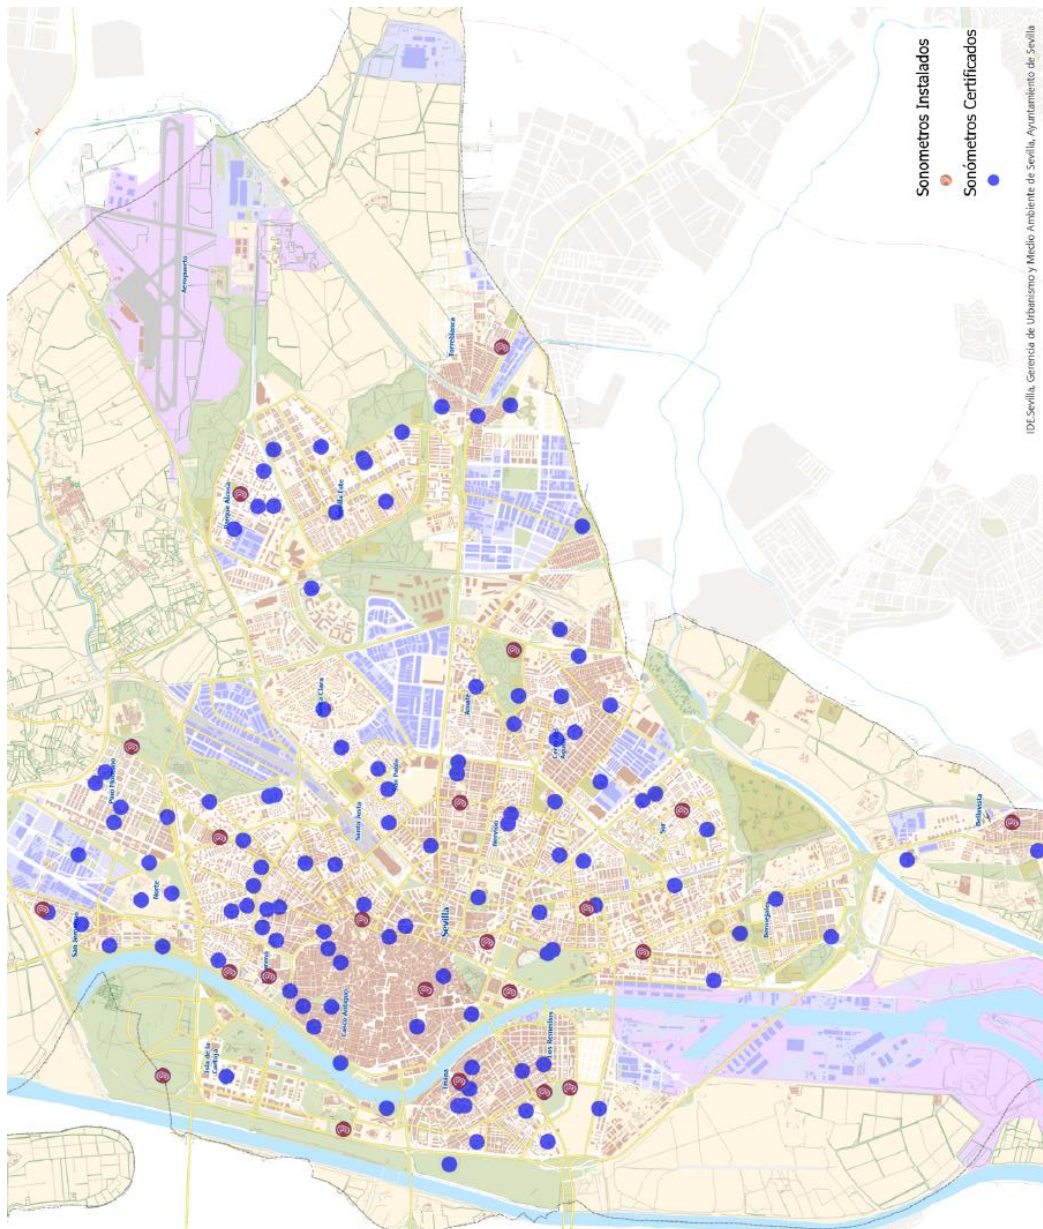 Sonometros Instalados
Sonómetros Certificados
IDE.Sevilla, Gerencia de Urbanismo y Medio Ambiente de Sevilla, Ayuntamiento de Sevilla
Aeropuerto
Torreblanca
Parque Alcosa
Sevilla Este
Santa Clara
Amate
Cerro del Aguila
San Pablo
Pino Montano
Santa Justa
Nervión
Sur
Bellavista
Norte
San Jerónimo
Sevilla
Bermejales
Casco Antiguo
Isla de la
Cartuja
Triana
Los Remedios